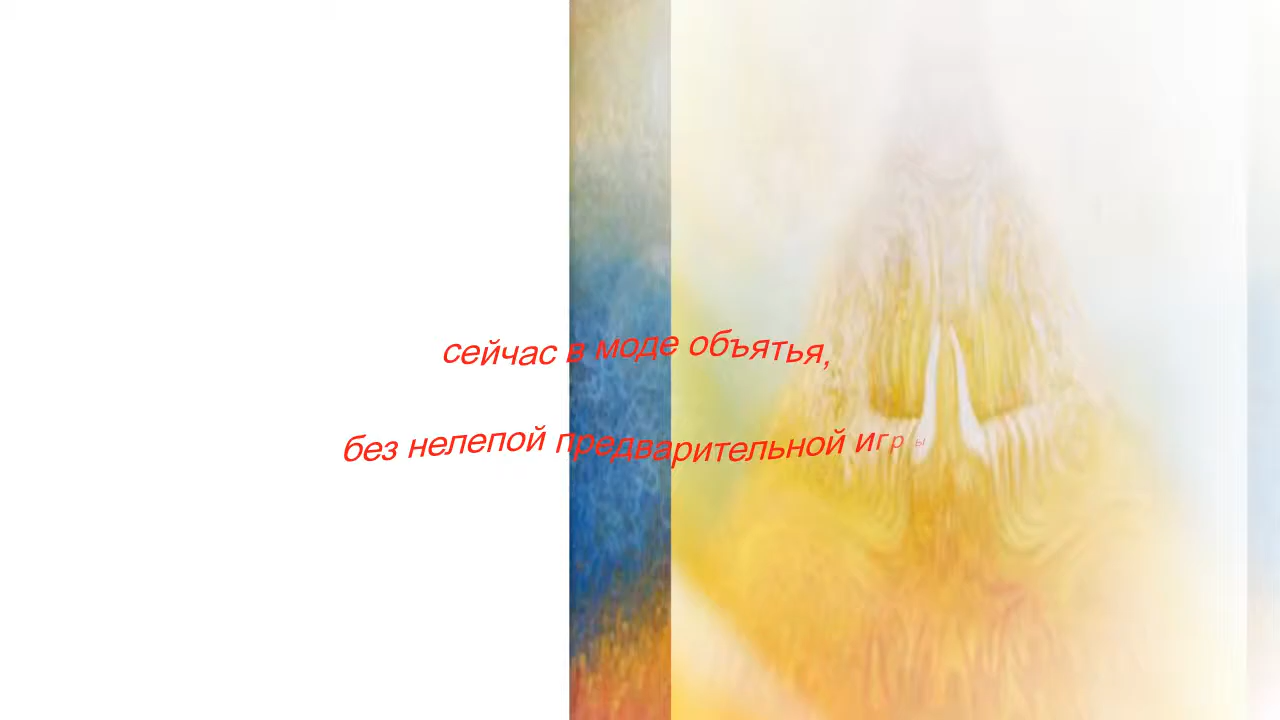 сейчас в моде объятья,
без нелепой предварительной игры